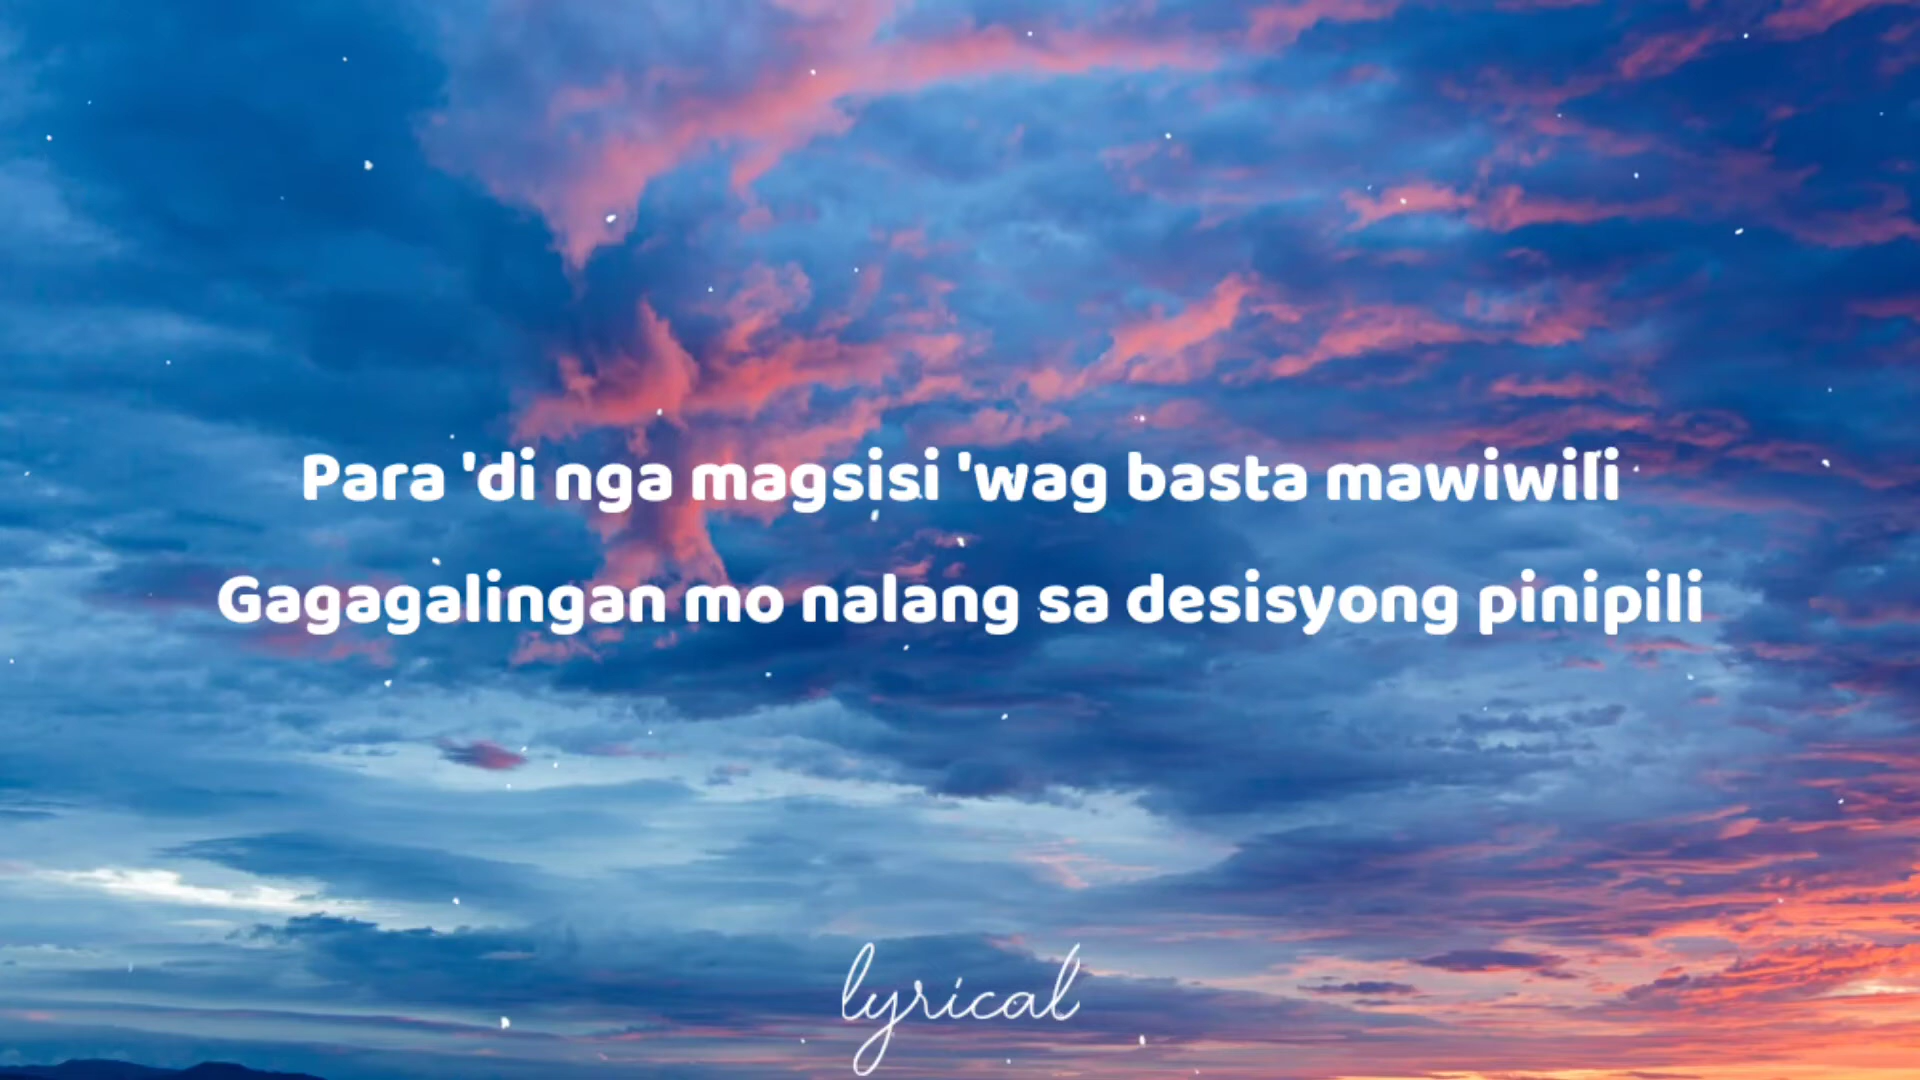 Para 'di nga magsisi 'wag basta mawiwili
Gagagalingan mo nalang sa desisyong pinipili
lyrical